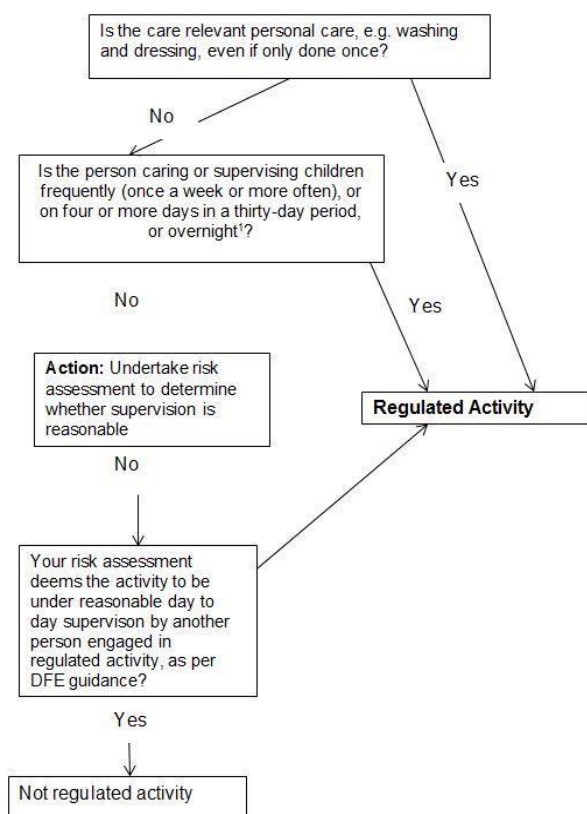 Is the care relevant personal care, e.g. washing
and dressing, even if only done once?
No
Yes
Is the person caring or supervising children
frequently (once a week or more often), or
on four or more days in a thirty-day period,
or overnight¹?
No
Yes
Action: Undertake risk
assessment to determine
whether supervision is
reasonable
Regulated Activity
No
Your risk assessment
deems the activity to be
under reasonable day to
day supervison by another
person engaged in
regulated activity, as per
DFE guidance?
Yes
Not regulated activity